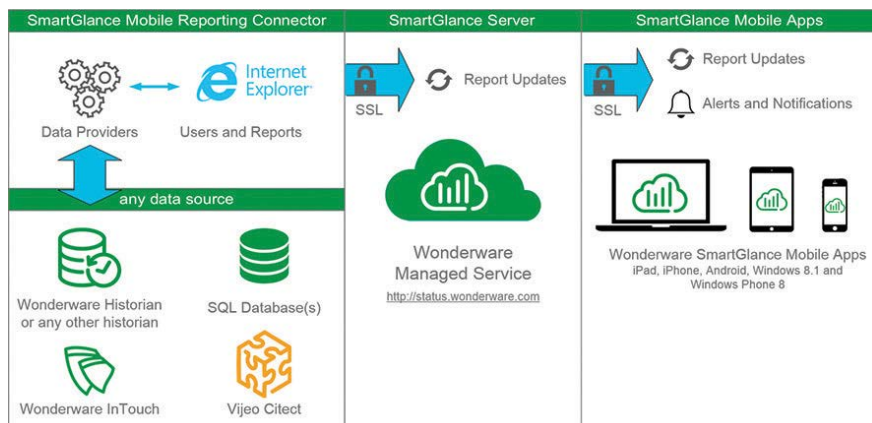 SmartGlance Mobile Reporting Connector
Internet
Explorer®
Data Providers
Users and Reports
any data source
Wonderware Historian
or any other historian
SQL Database(s)
Wonderware InTouch
Vijeo Citect
SmartGlance Server
SSL
Report Updates
Wonderware
Managed Service
http://status.wonderware.com
SmartGlance Mobile Apps
SSL
Report Updates
Alerts and Notifications
Wonderware SmartGlance Mobile Apps
iPad, iPhone, Android, Windows 8.1 and
Windows Phone 8